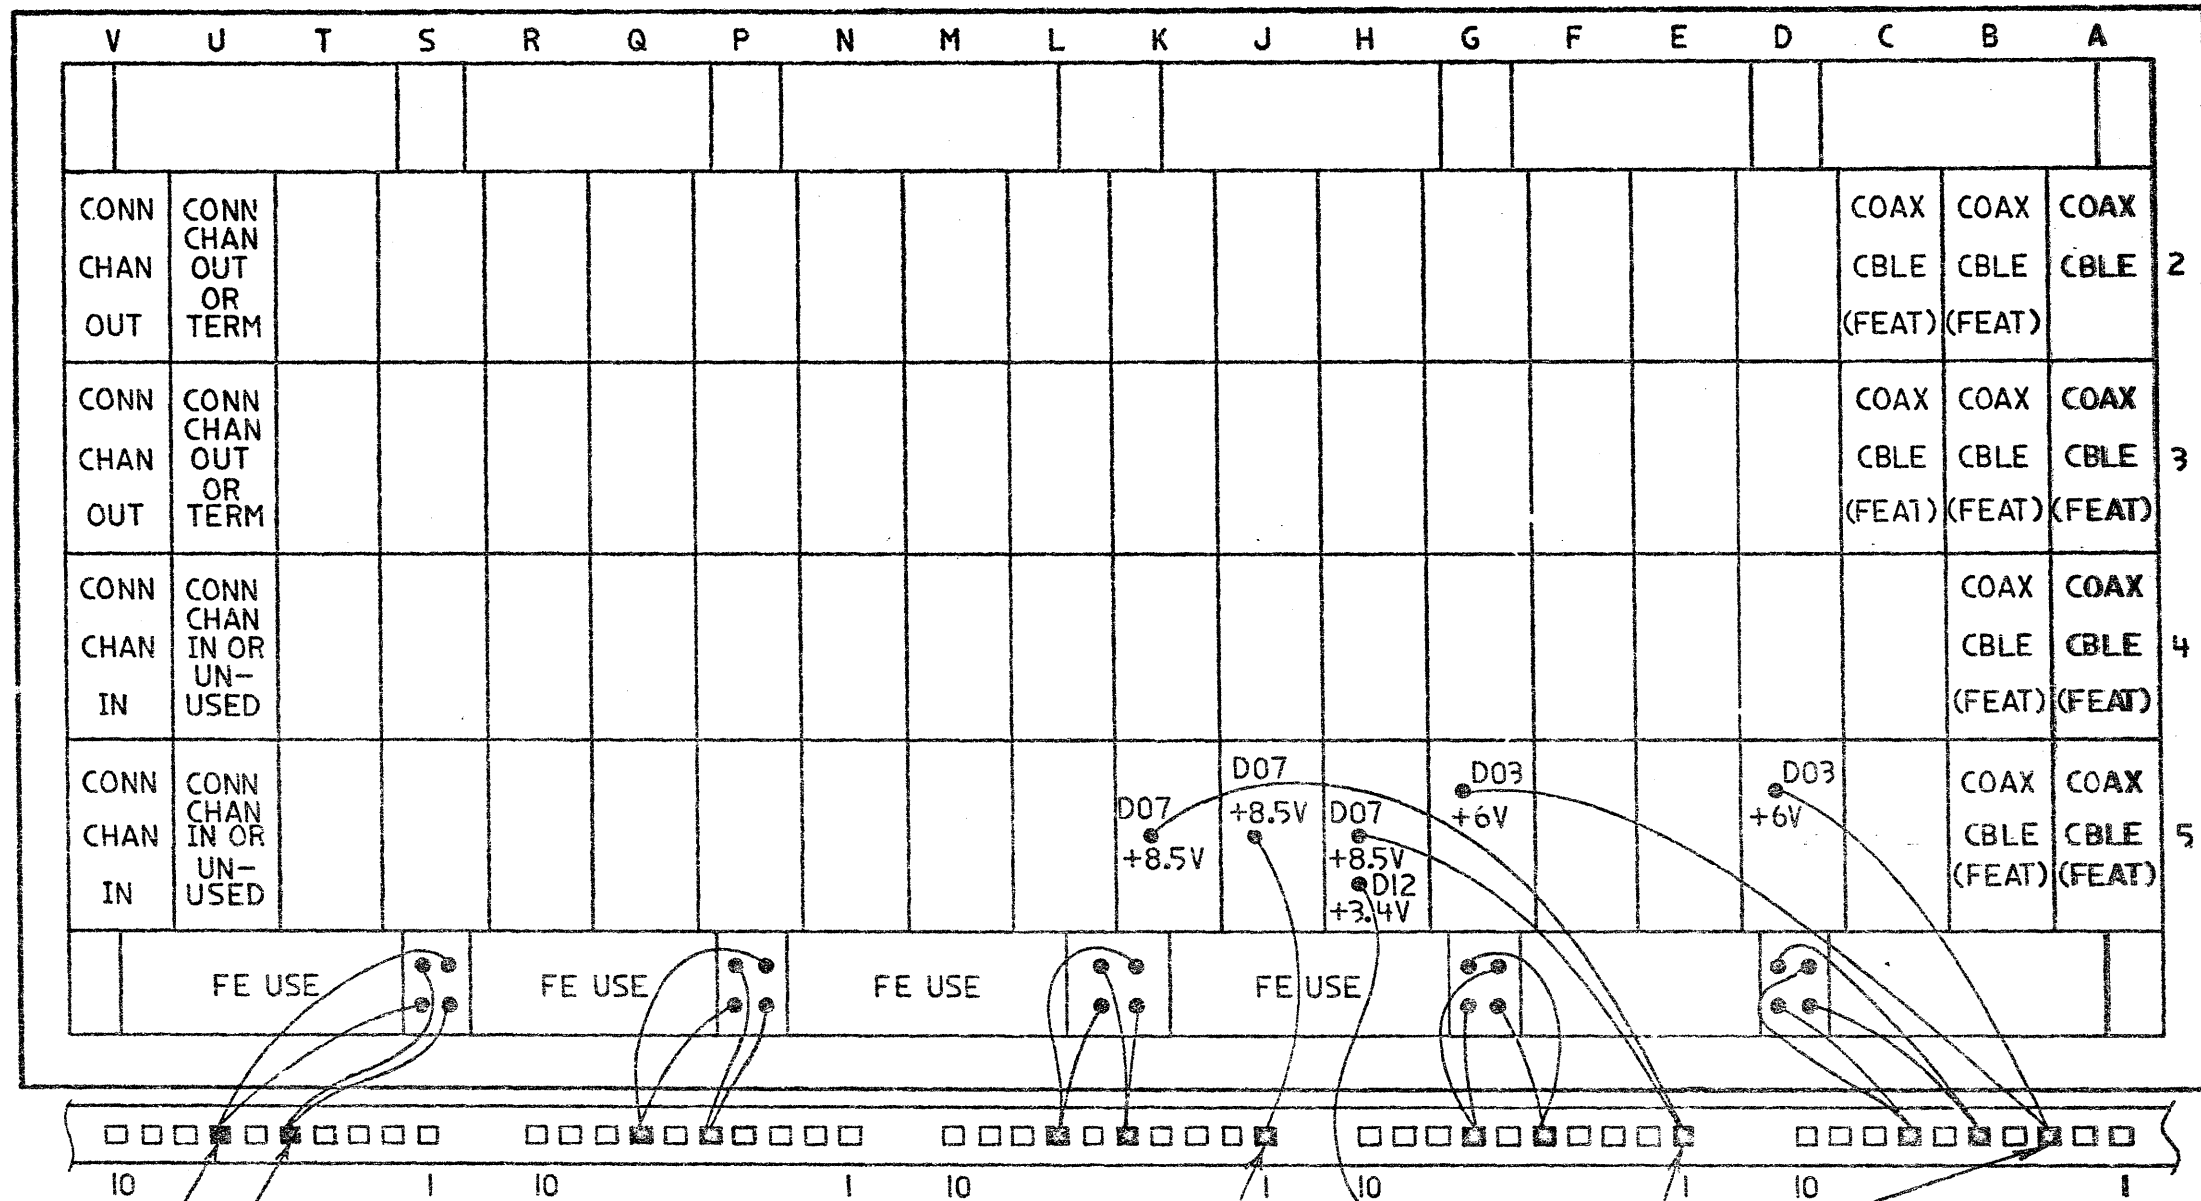 V U T S R Q P N M L K J H G F E D C B A
CONN CONN COAX COAX COAX
CHAN
CHAN OUT CBLE CBLE CBLE 2
OR
OUT TERM (FEAT) (FEAT)
CONN CONN COAX COAX COAX
CHAN
CHAN OUT CBLE CBLE CBLE 3
OR
OUT TERM (FEAT) (FEAT) (FEAT)
CONN CONN COAX COAX
CHAN
CHAN IN OR CBLE CBLE 4
UN-
IN USED (FEAT) (FEAT)
D07 D03 D03
CONN CONN COAX COAX
CHAN
D07 +8.5V D07 +6V +6V
CHAN IN OR CBLE CBLE 5
+8.5V +8.5V
UN- (FEAT) (FEAT)
IN USED D12
+3.4V
FE USE FE USE FE USE FE USE
10 1 10 1 10 1 10 1 10 1